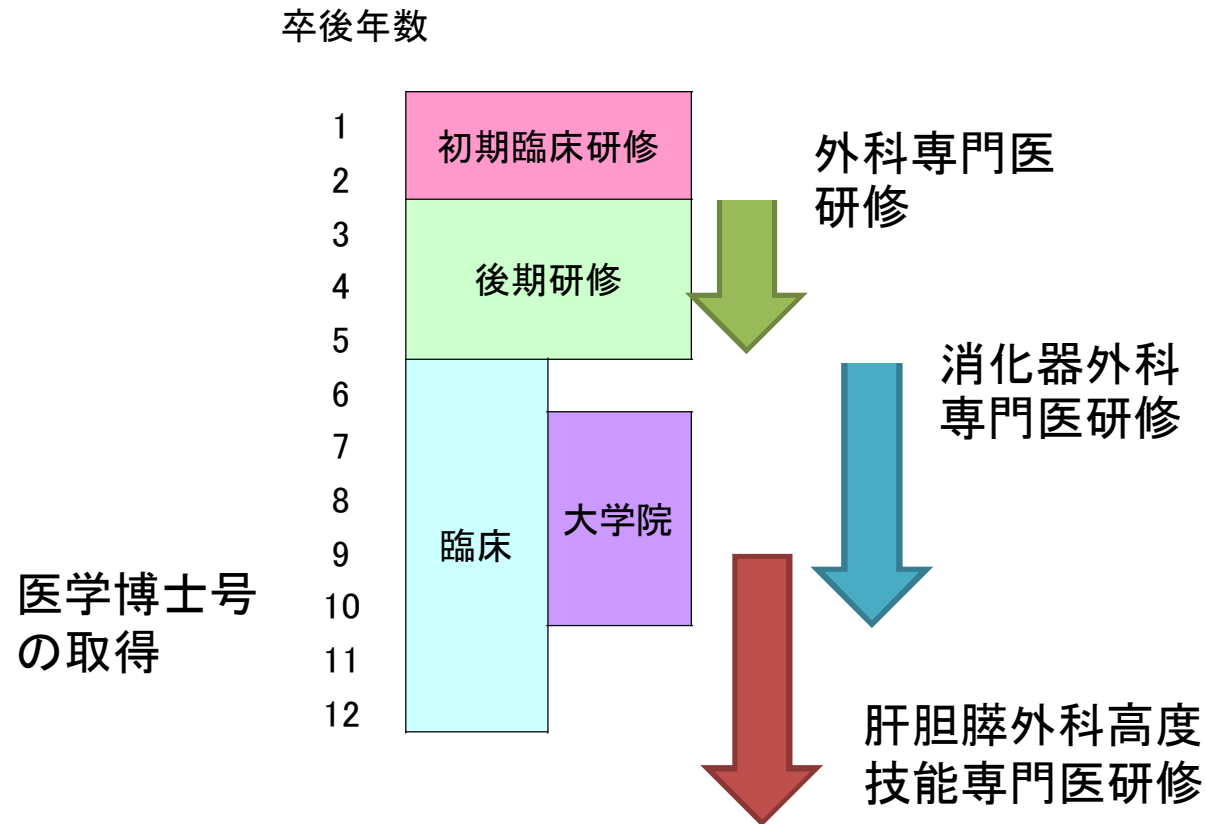 卒後年数
1
初期臨床研修
2
外科専門医
研修
3
4
後期研修
5
消化器外科
専門医研修
6
7
8
大学院
9
臨床
10
医学博士号
の取得
11
12
肝胆膵外科高度
技能専門医研修